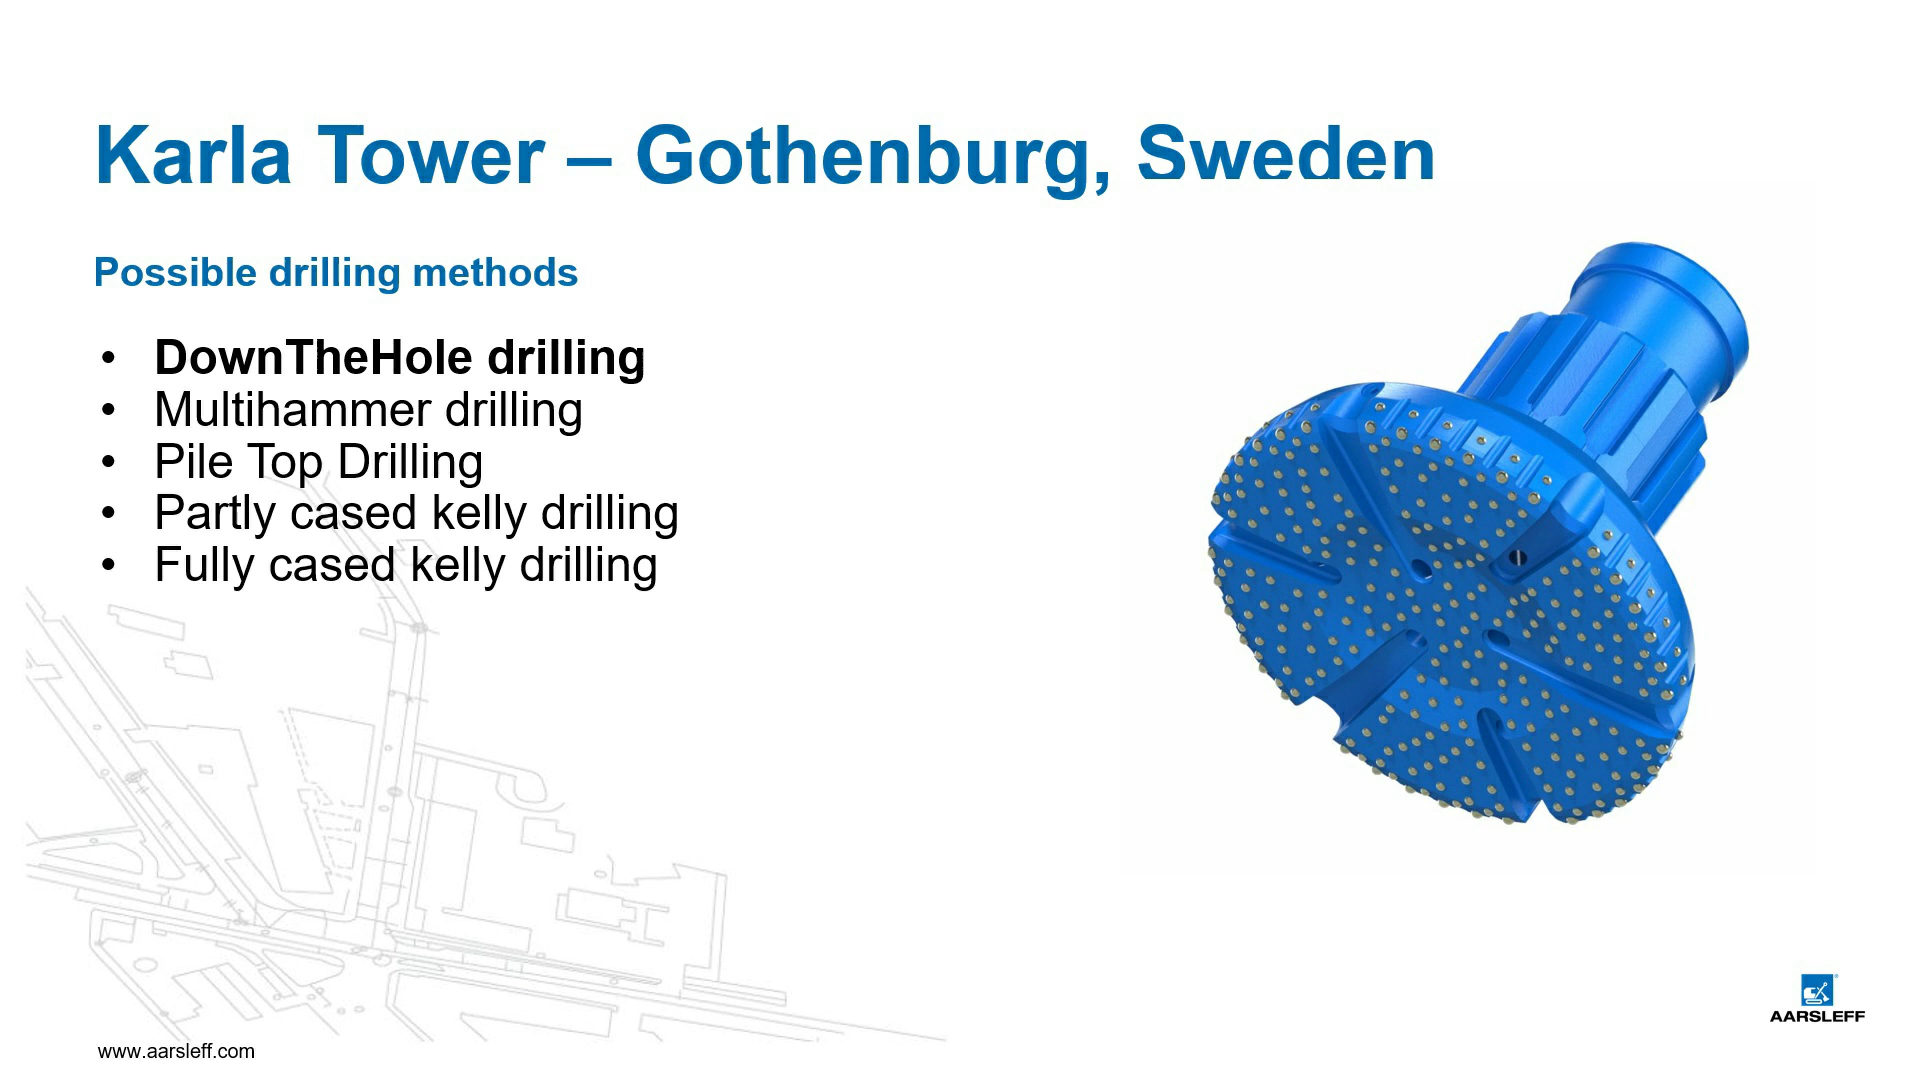 Karla Tower – Gothenburg, Sweden
Possible drilling methods
• DownTheHole drilling
• Multihammer drilling
• Pile Top Drilling
• Partly cased kelly drilling
• Fully cased kelly drilling
AARSLEFF
www.aarsleff.com